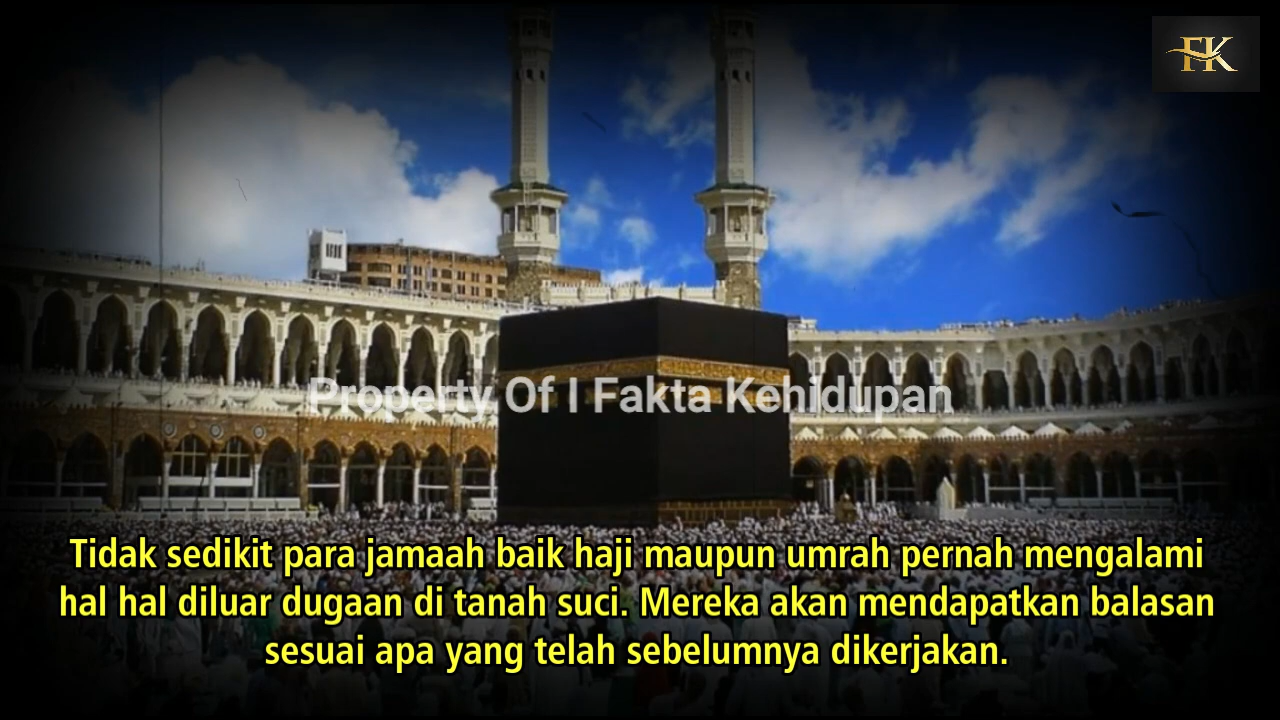 FK
Property Of I Fakta Kehidupan
Tidak sedikit para jamaah baik haji maupun umrah pernah mengalami
hal hal diluar dugaan di tanah suci. Mereka akan mendapatkan balasan
sesuai apa yang telah sebelumnya dikerjakan.